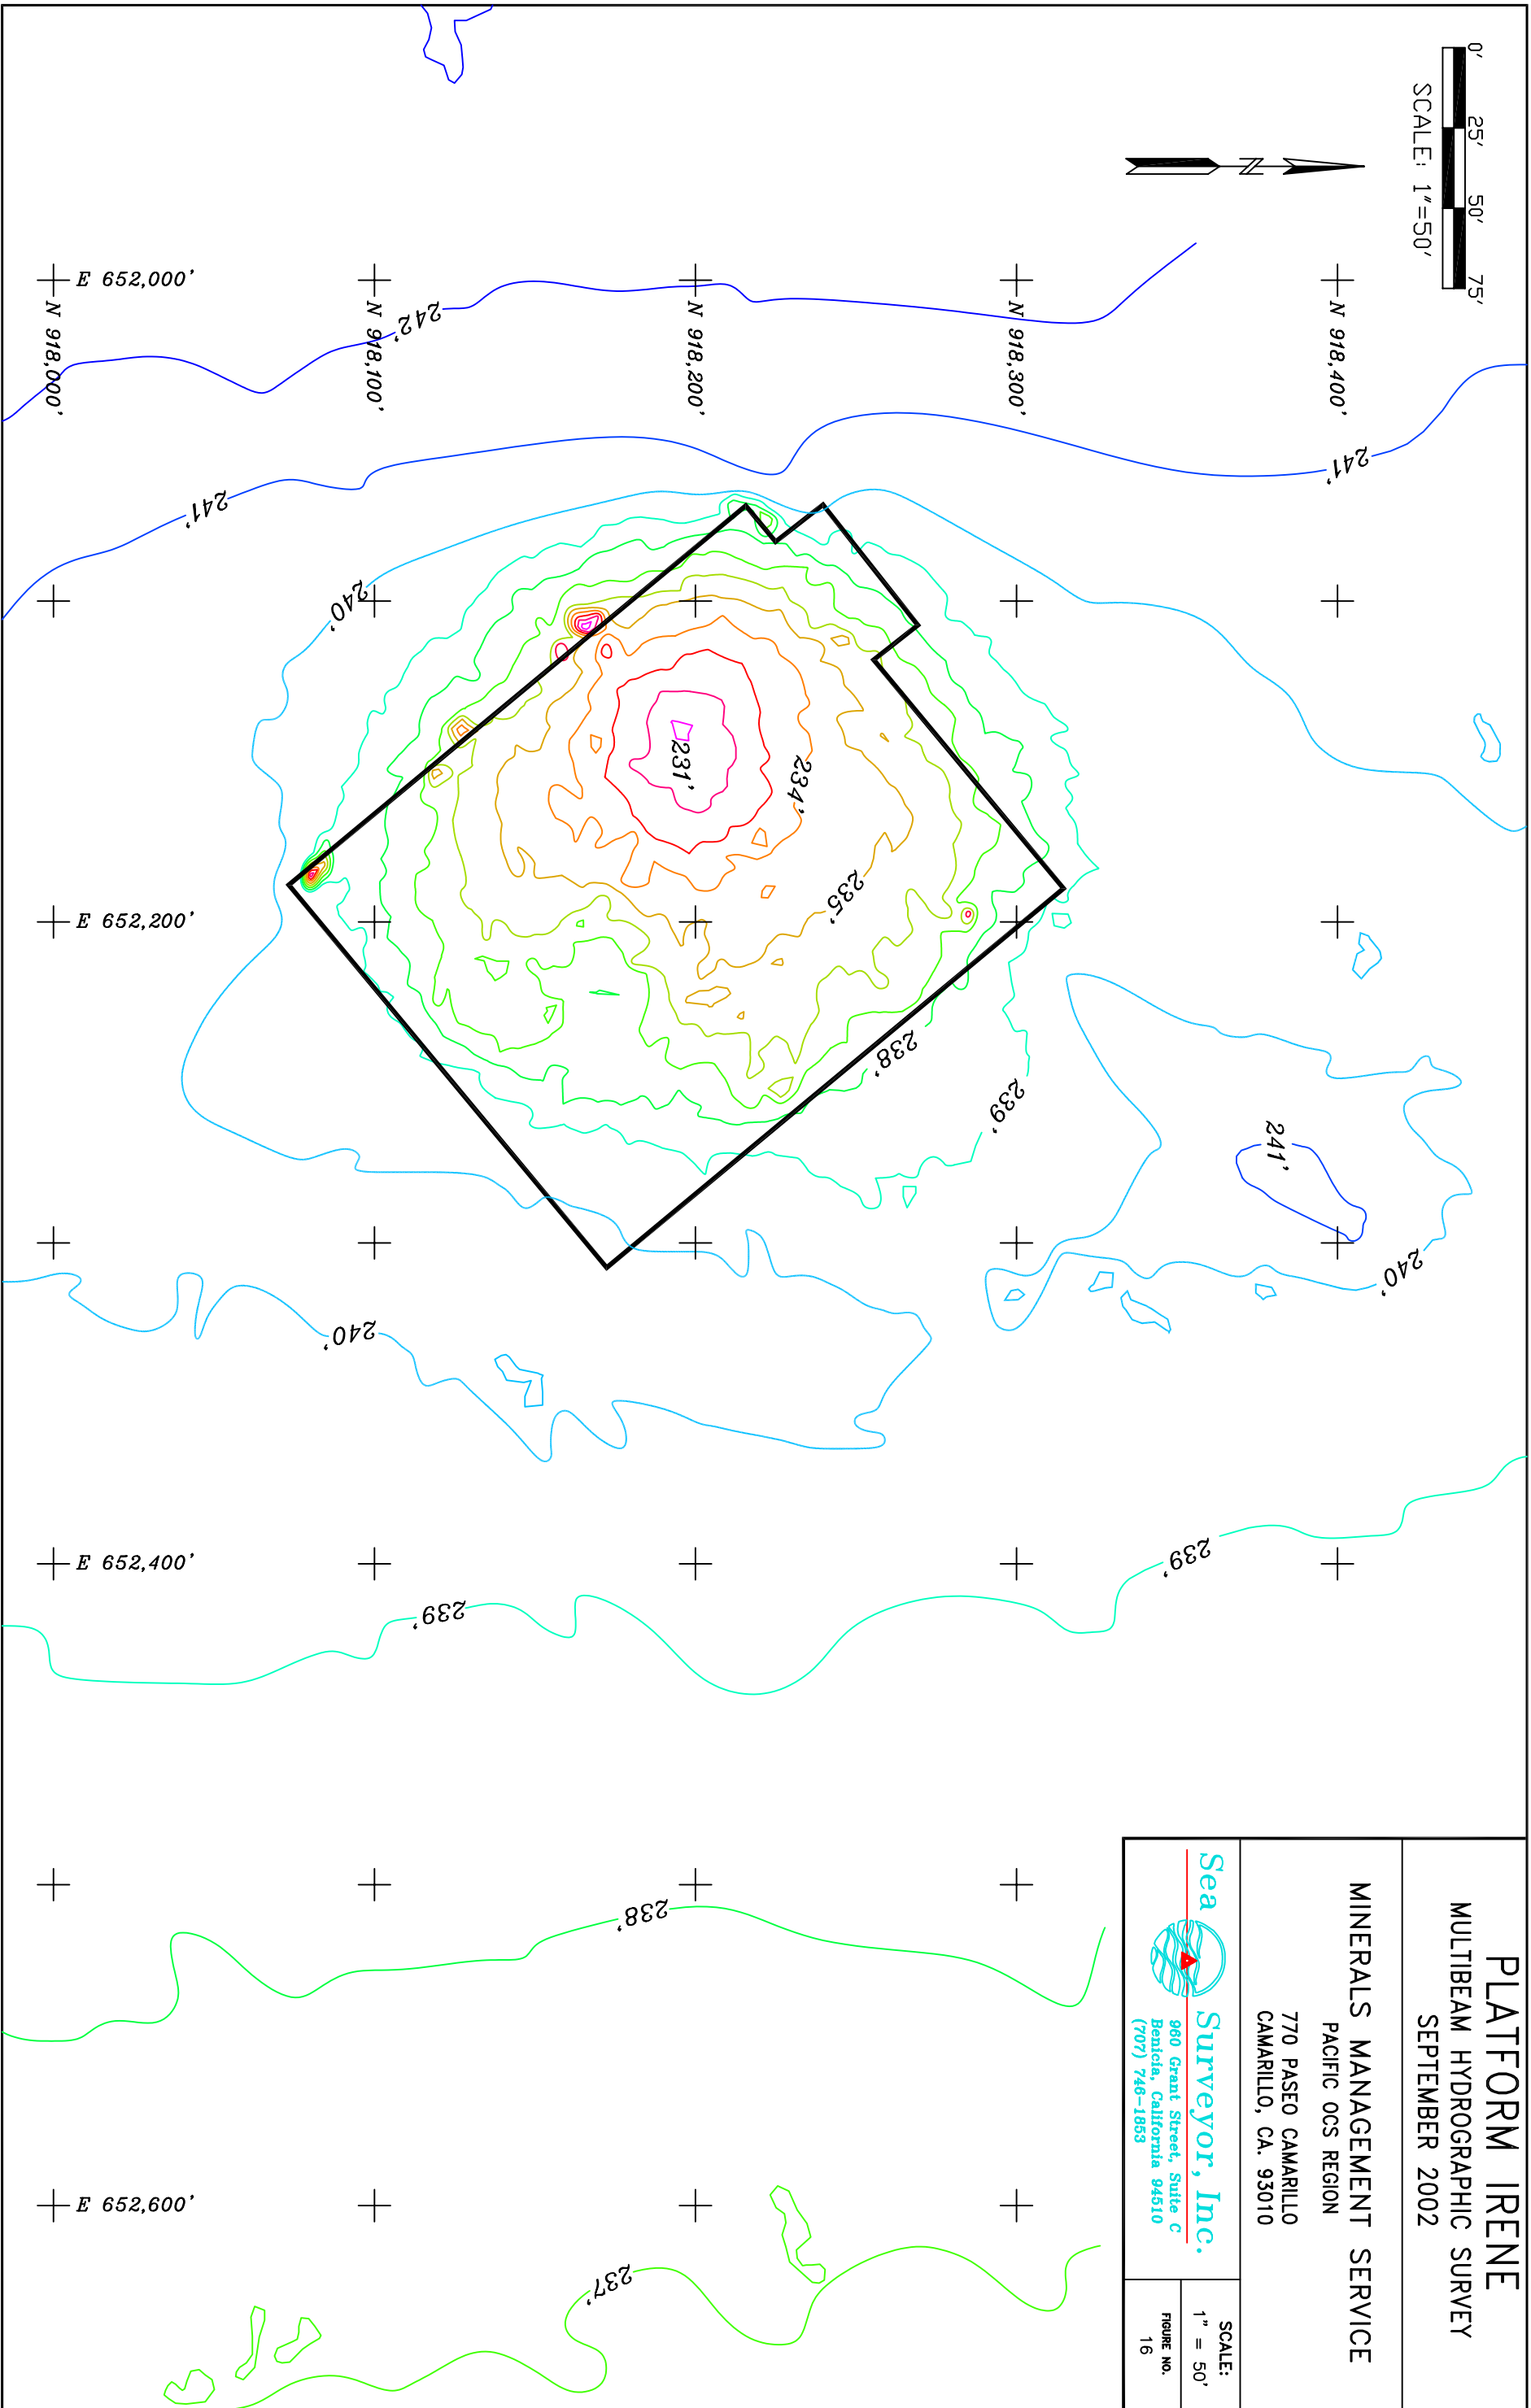 0' 25' 50' 75'
SCALE: 1"=50'
N
N 918,400'
N 918,300'
N 918,200'
N 918,100'
N 918,000'
E 652,000'
E 652,200'
E 652,400'
E 652,600'
242'
241'
241'
240'
231'
234'
235'
238'
239'
241'
240'
240'
239'
239'
238'
237'
PLATFORM IRENE
MULTIBEAM HYDROGRAPHIC SURVEY
SEPTEMBER 2002
MINERALS MANAGEMENT SERVICE
PACIFIC OCS REGION
770 PASEO CAMARILLO
CAMARILLO, CA. 93010
Sea Surveyor, Inc.
960 Grant Street, Suite C
Benicia, California 94510
(707) 746-1853
SCALE:
1" = 50'
FIGURE NO.
16